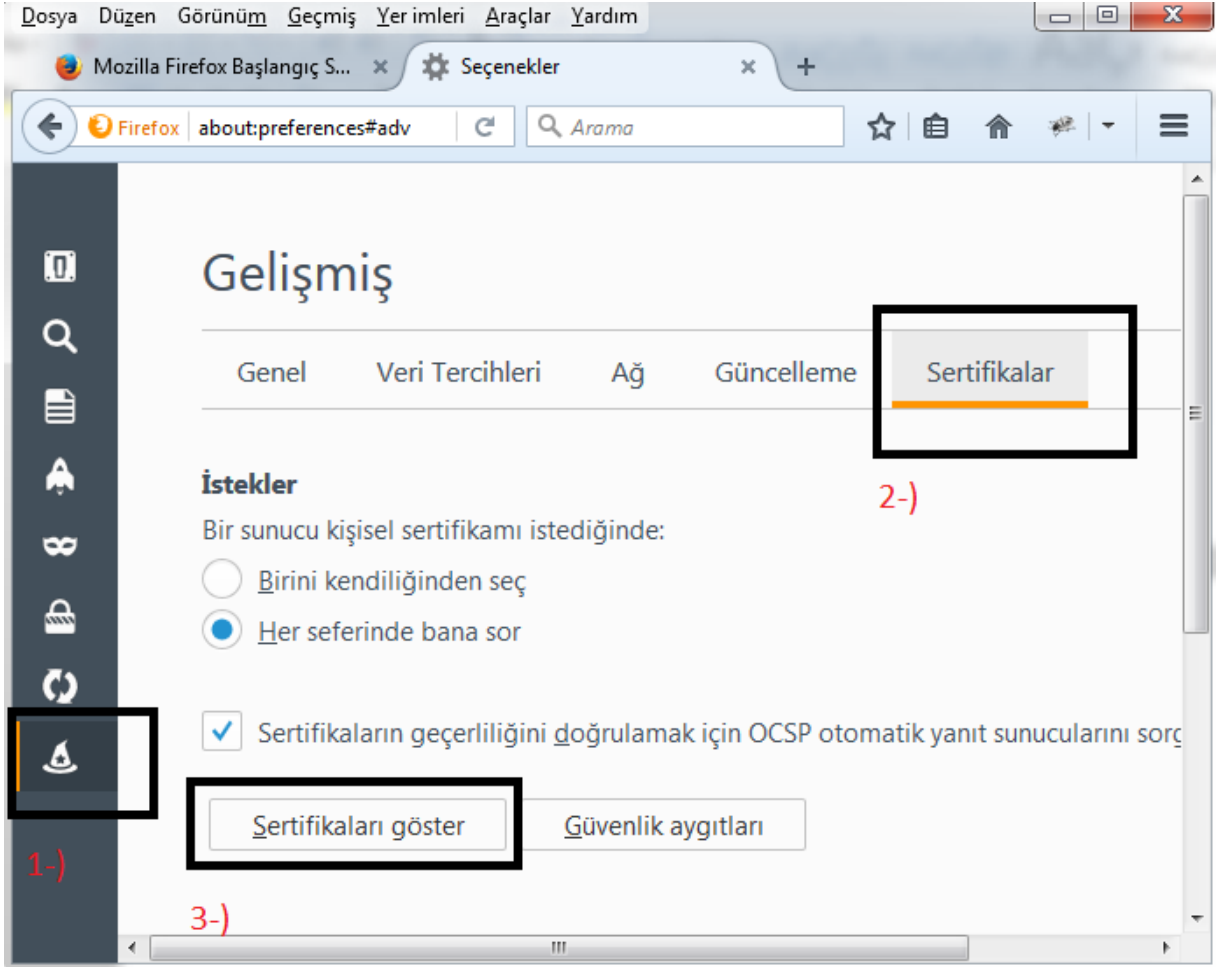 Dosya Düzen Görünüm Geçmiş Yer imleri Araçlar Yardım
Mozilla Firefox Başlangıç S... Seçenekler
Firefox about:preferences#adv Arama
Gelişmiş
Genel Veri Tercihleri Ağ Güncelleme Sertifikalar
2-)
İstekler
Bir sunucu kişisel sertifikamı istediğinde:
Birini kendiliğinden seç
Her seferinde bana sor
Sertifikaların geçerliliğini doğrulamak için OCSP otomatik yanıt sunucularını sorg
Sertifikaları göster Güvenlik aygıtları
1-)
3-)